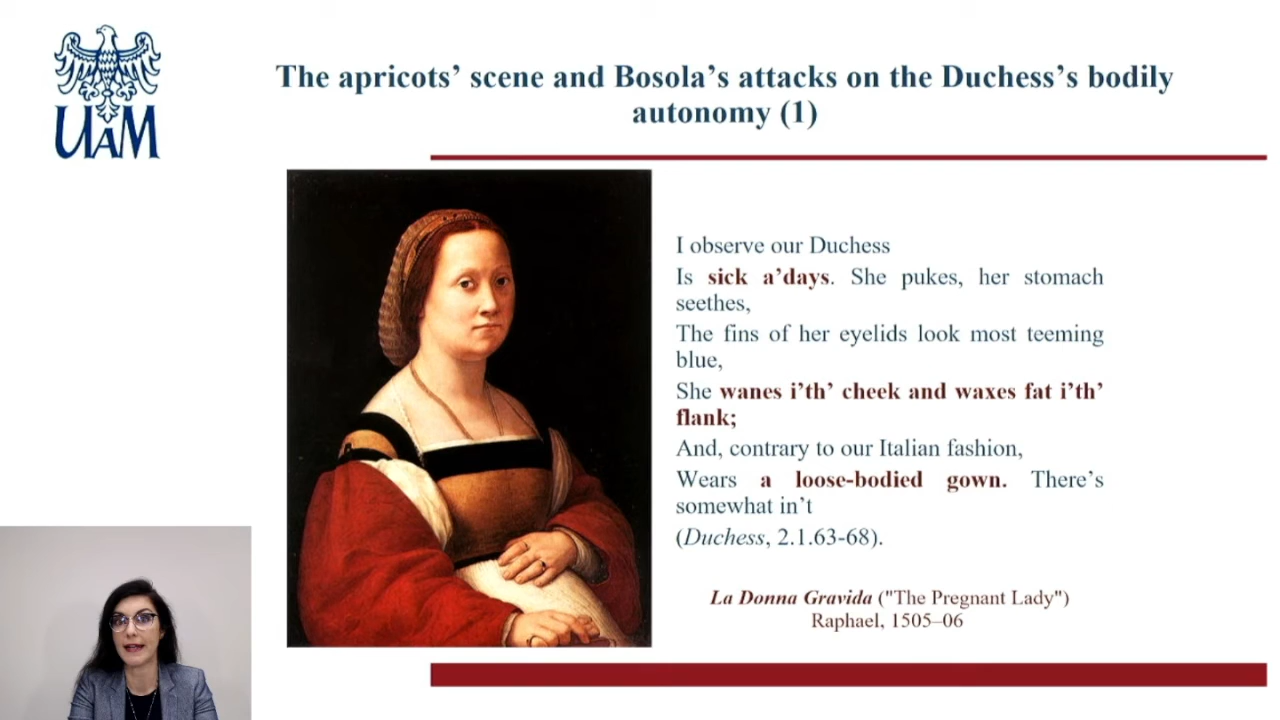 UAM
The apricots’ scene and Bosola’s attacks on the Duchess’s bodily
autonomy (1)
I observe our Duchess
Is sick a’days. She pukes, her stomach
seethes,
The fins of her eyelids look most teeming
blue,
She wanes i’th’ cheek and waxes fat i’th’
flank;
And, contrary to our Italian fashion,
Wears a loose-bodied gown. There’s
somewhat in’t
(Duchess, 2.1.63-68).
La Donna Gravida ("The Pregnant Lady")
Raphael, 1505–06